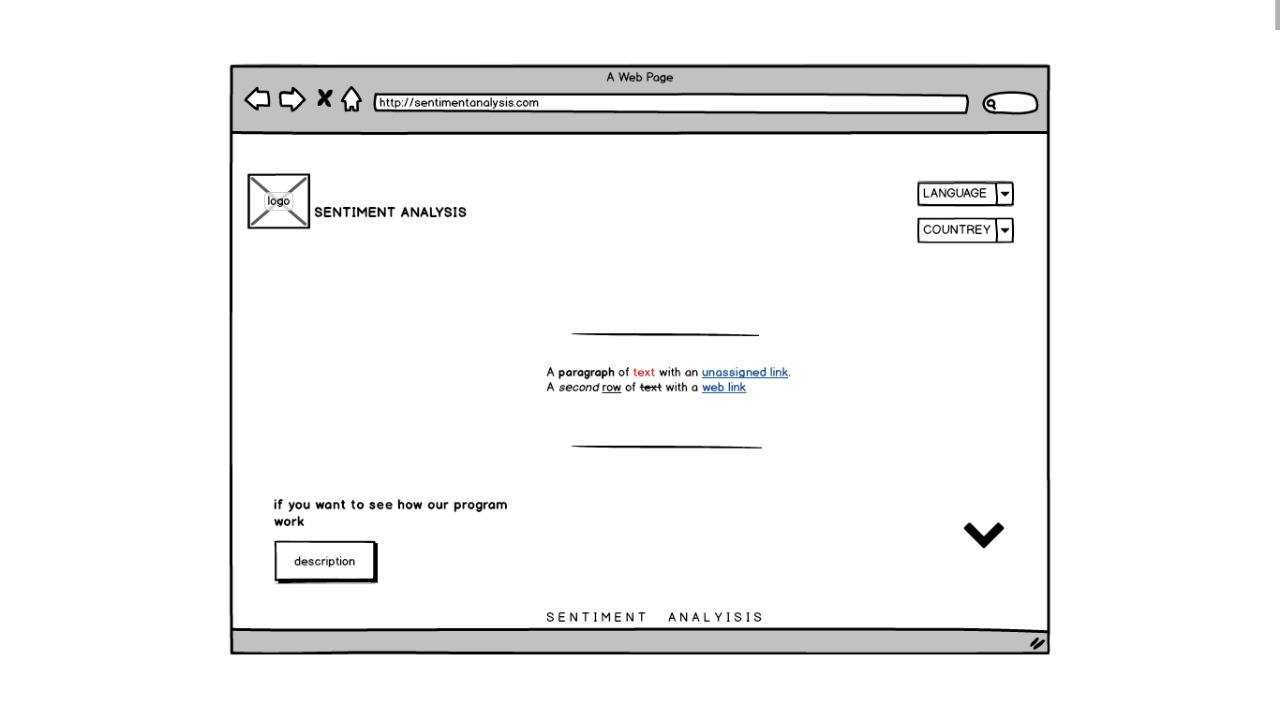 A Web Page
http://sentimentanalysis.com
logo
SENTIMENT ANALYSIS
LANGUAGE
COUNTREY
A paragraph of text with an unassigned link.
A second row of text with a web link
if you want to see how our program
work
description
SENTIMENT ANALYISIS